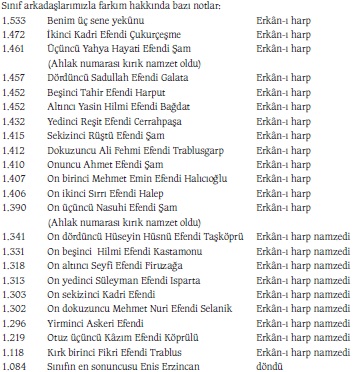 Sınıf arkadaşlarımızla farkım hakkında bazı notlar:
1.533 Benim üç sene yekûnu Erkân-ı harp
1.472 İkinci Kadri Efendi Çukurçeşme Erkân-ı harp
1.461 Üçüncü Yahya Hayati Efendi Şam Erkân-ı harp
(Ahlak numarası kırık namzet oldu)
1.457 Dördüncü Sadullah Efendi Galata Erkân-ı harp
1.452 Beşinci Tahir Efendi Harput Erkân-ı harp
1.452 Altıncı Yasin Hilmi Efendi Bağdat Erkân-ı harp
1.432 Yedinci Reşit Efendi Cerrahpaşa Erkân-ı harp
1.415 Sekizinci Rüştü Efendi Şam Erkân-ı harp
1.412 Dokuzuncu Ali Fehmi Efendi Trablusgarp Erkân-ı harp
1.410 Onuncu Ahmet Efendi Şam Erkân-ı harp
1.407 On birinci Mehmet Emin Efendi Halıcıoğlu Erkân-ı harp
1.406 On ikinci Sırrı Efendi Halep Erkân-ı harp
1.390 On üçüncü Nasuhi Efendi Şam Erkân-ı harp
(Ahlak numarası kırık namzet oldu)
1.341 On dördüncü Hüseyin Hüsnü Efendi Taşköprü Erkân-ı harp namzedi
1.331 On beşinci Hilmi Efendi Kastamonu Erkân-ı harp namzedi
1.318 On altıncı Seyfi Efendi Firuzağa Erkân-ı harp namzedi
1.313 On yedinci Süleyman Efendi Isparta Erkân-ı harp namzedi
1.303 On sekizinci Kadri Efendi Erkân-ı harp namzedi
1.302 On dokuzuncu Mehmet Nuri Efendi Selanik Erkân-ı harp namzedi
1.296 Yirminci Askeri Efendi Erkân-ı harp namzedi
1.219 Otuz üçüncü Kâzım Efendi Köprülü Erkân-ı harp namzedi
1.118 Kırk birinci Fikri Efendi Trablus Erkân-ı harp namzedi
1.084 Sınıfın en sonuncusu Enis Erzincan döndü